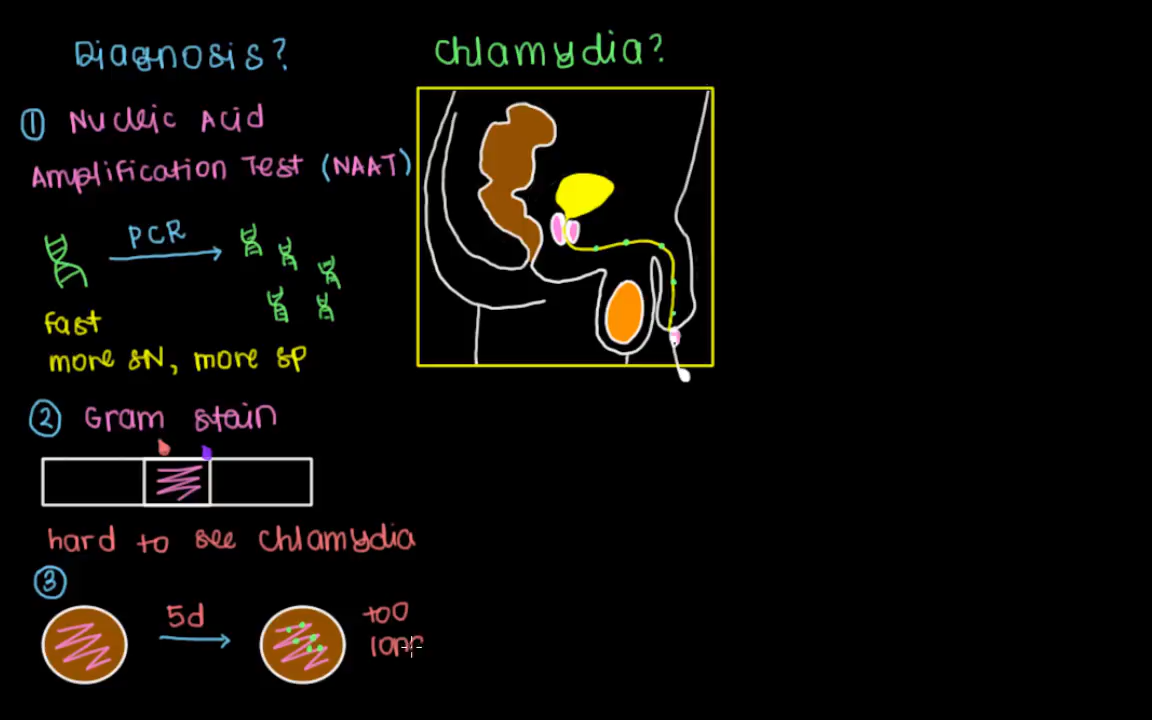 Diagnosis?
Chlamydia?
1 Nucleic Acid
Amplification Test (NAAT)
PCR
fast
more SN, more SP
2 Gram stain
hard to see chlamydia
3
5d
too